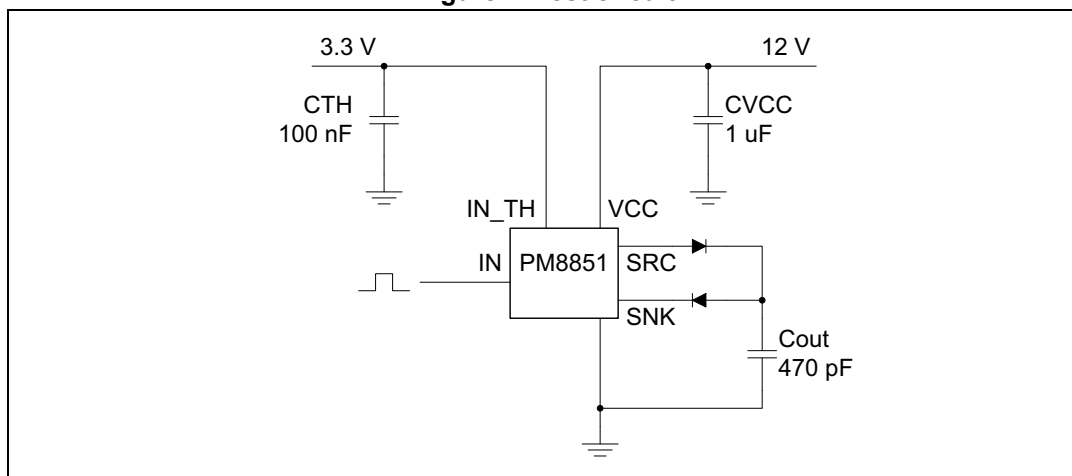 3.3 V
12 V
CTH
100 nF
CVCC
1 uF
IN_TH
VCC
IN
PM8851
SRC
SNK
Cout
470 pF